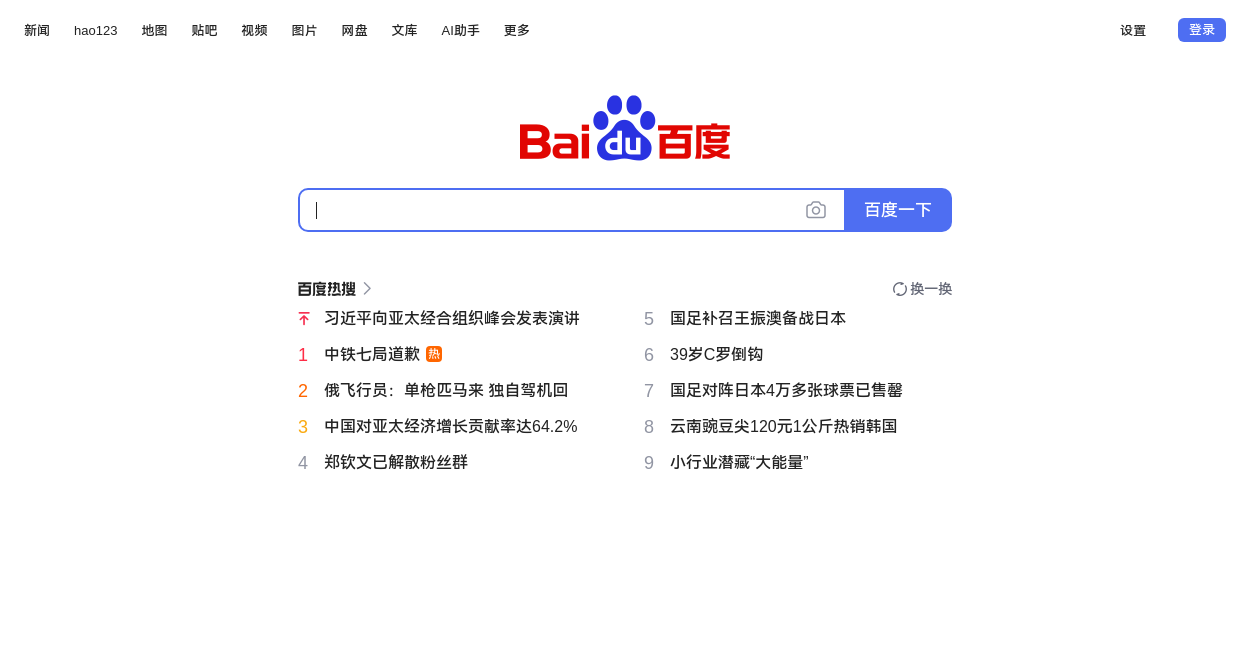 新闻 hao123 地图 贴吧 视频 图片 网盘 文库 AI助手 更多 设置 登录
Bai du 百度
百度一下
百度热搜 换一换
习近平向亚太经合组织峰会发表演讲
1 中铁七局道歉 热
2 俄飞行员：单枪匹马来 独自驾机回
3 中国对亚太经济增长贡献率达64.2%
4 郑钦文已解散粉丝群
5 国足补召王振澳备战日本
6 39岁C罗倒钩
7 国足对阵日本4万多张球票已售罄
8 云南豌豆尖120元1公斤热销韩国
9 小行业潜藏“大能量”